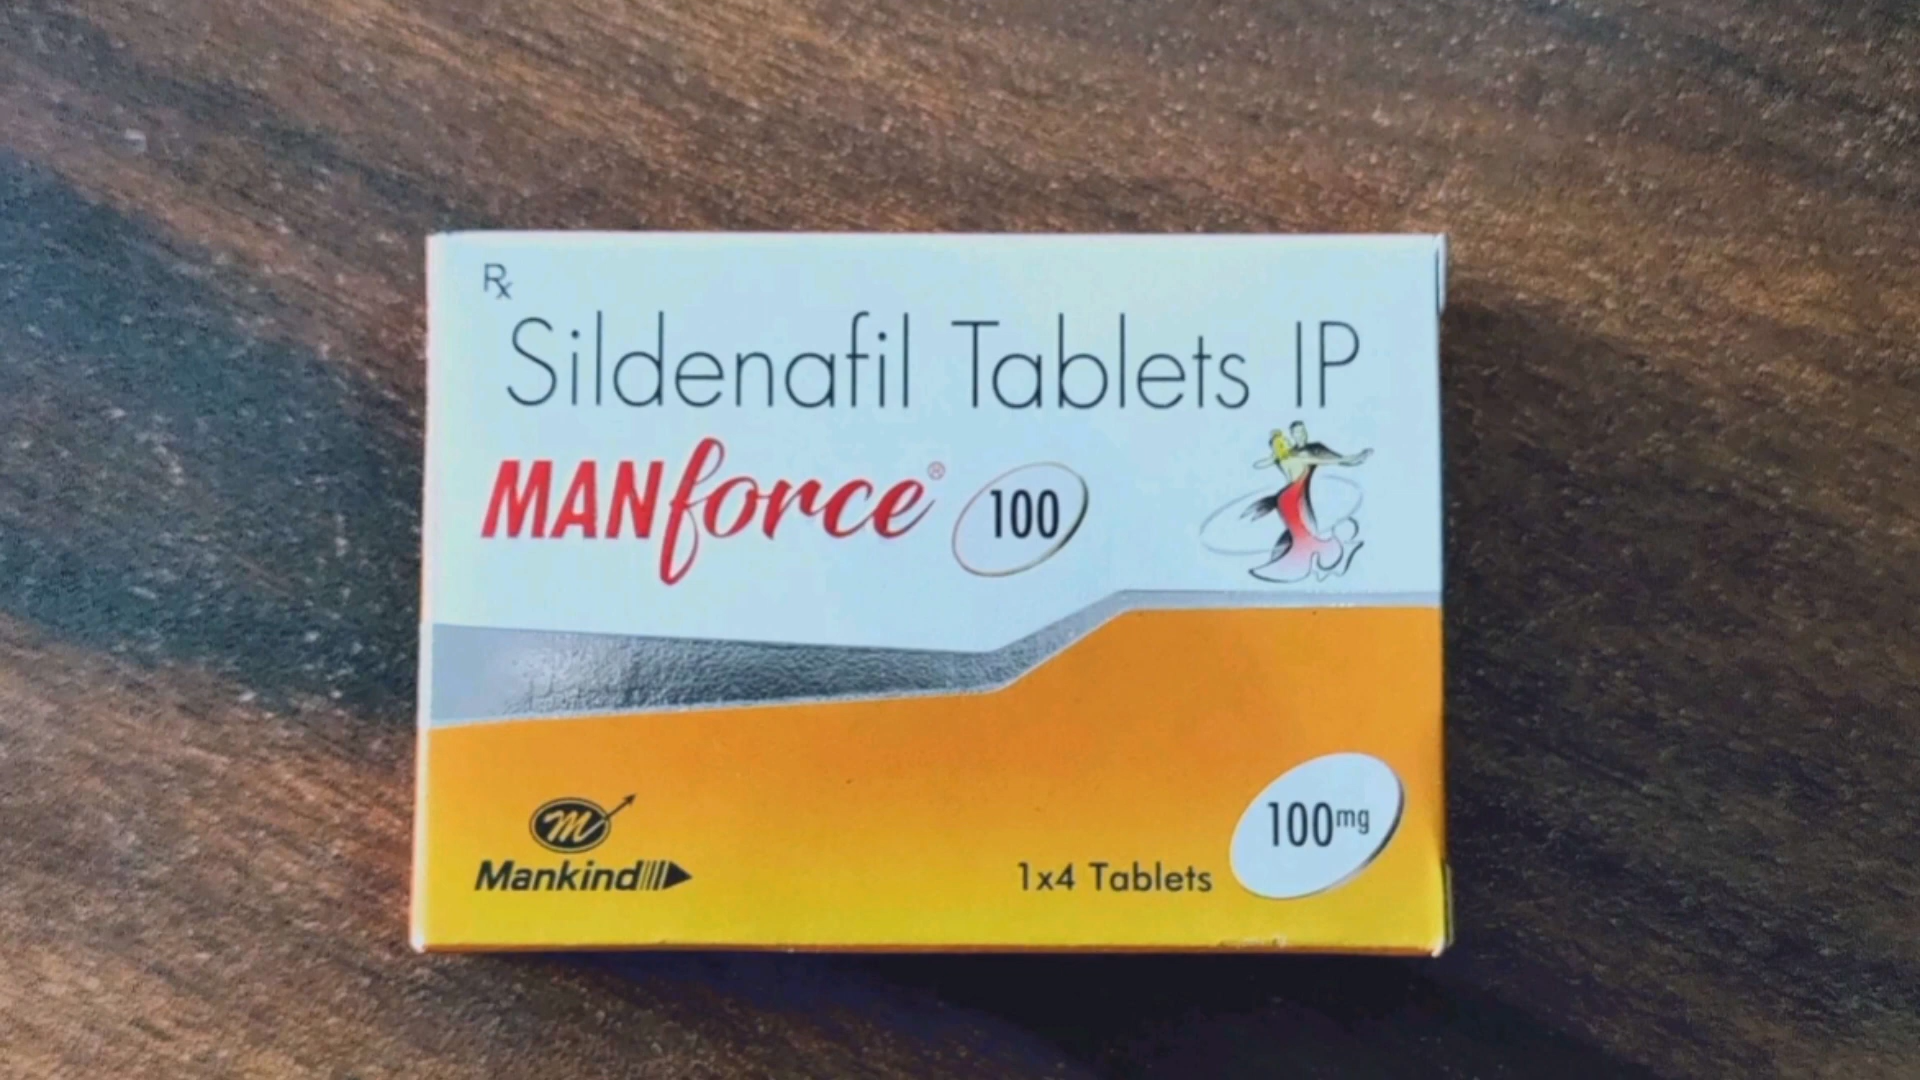 Rx
Sildenafil Tablets IP
MANforce® 100
100mg
1x4 Tablets
M
Mankind